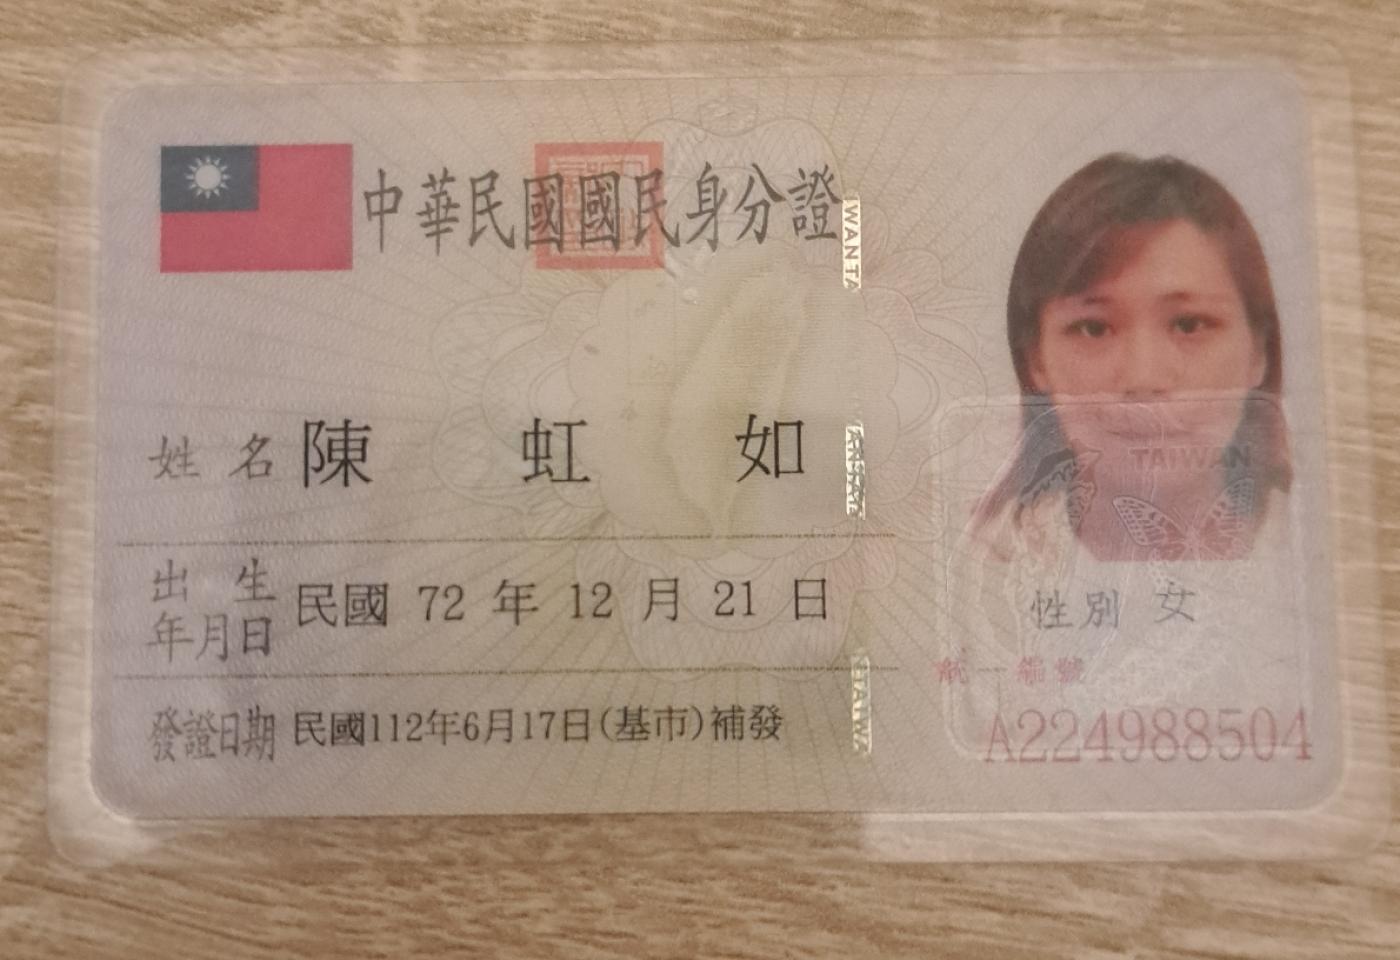 中華民國國民身分證
WANTA
姓名 陳虹如
TAIWAN
出生年月日 民國 72 年 12 月 21 日
性別 女
統一編號
發證日期 民國112年6月17日(基市)補發
A224988504